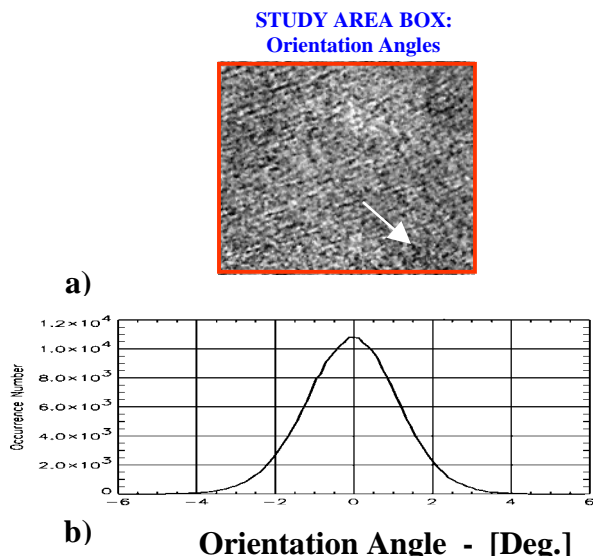 STUDY AREA BOX:
Orientation Angles
a)
1.2×10⁴
1.0×10⁴
8.0×10³
6.0×10³
4.0×10³
2.0×10³
0
Occurrence Number
-6 -4 -2 0 2 4 6
b)
Orientation Angle - [Deg.]